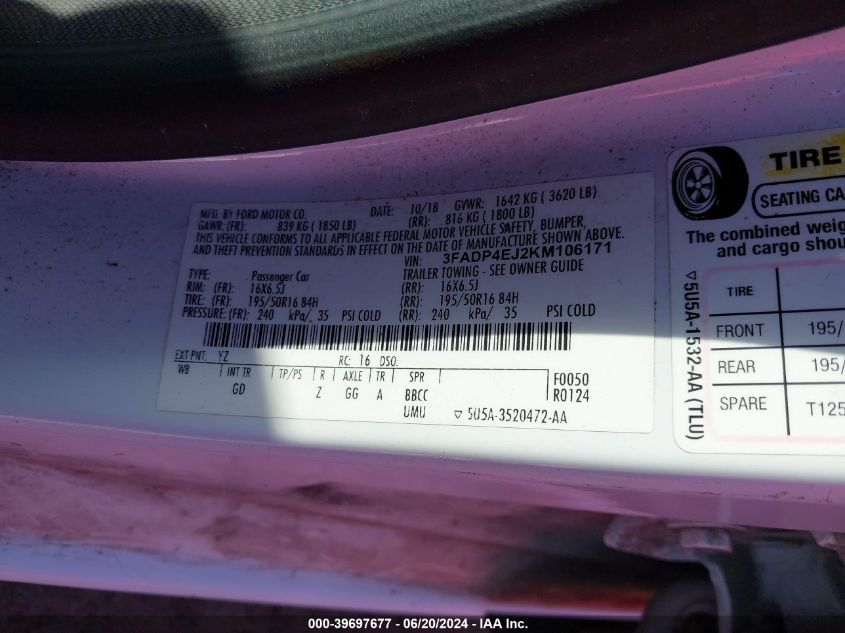 MFG. BY FORD MOTOR CO. DATE: 10/18 GVWR: 1642 KG ( 3620 LB)
GAWR: (FR): 839 KG ( 1850 LB) (RR): 816 KG ( 1800 LB)
THIS VEHICLE CONFORMS TO ALL APPLICABLE FEDERAL MOTOR VEHICLE SAFETY, BUMPER,
AND THEFT PREVENTION STANDARDS IN EFFECT ON THE DATE OF MANUFACTURE SHOWN ABOVE.
VIN: 3FADP4EJ2KM106171
TYPE: Passenger Car TRAILER TOWING - SEE OWNER GUIDE
RIM: (FR): 16X6.5J (RR): 16X6.5J
TIRE: (FR): 195/50R16 84H (RR): 195/50R16 84H
PRESSURE: (FR): 240 kPa/ 35 PSI COLD (RR): 240 kPa/ 35 PSI COLD
EXT PNT: YZ RC: 16 DSO:
WB INT TR TP/PS R AXLE TR SPR F0050
GD Z GG A BBCC R0124
UMU ▽ 5U5A-3520472-AA
TIRE
SEATING CA
The combined weig
and cargo shou
TIRE
FRONT 195/
REAR 195/
SPARE T125
▽ 5U5A-1532-AA (TLU)
000-39697677 - 06/20/2024 - IAA Inc.